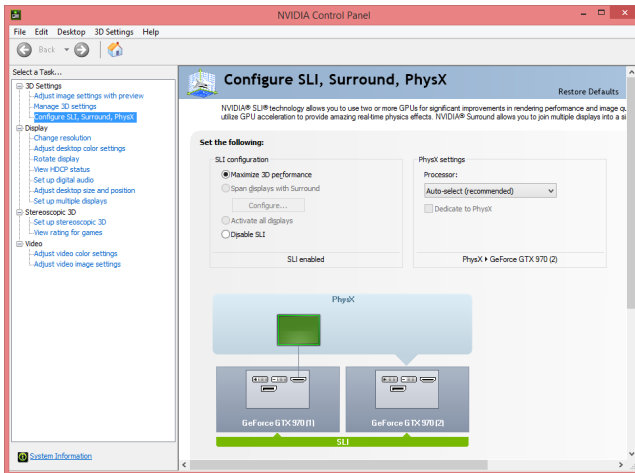 NVIDIA Control Panel
File Edit Desktop 3D Settings Help
Back
Select a Task...
3D Settings
Adjust image settings with preview
Manage 3D settings
Configure SLI, Surround, PhysX
Display
Change resolution
Adjust desktop color settings
Rotate display
View HDCP status
Set up digital audio
Adjust desktop size and position
Set up multiple displays
Stereoscopic 3D
Set up stereoscopic 3D
View rating for games
Video
Adjust video color settings
Adjust video image settings
System Information
Configure SLI, Surround, PhysX
Restore Defaults
NVIDIA® SLI® technology allows you to use two or more GPUs for significant improvements in rendering performance and image qu
utilize GPU acceleration to provide amazing real-time physics effects. NVIDIA® Surround allows you to join multiple displays into a si
Set the following:
SLI configuration
Maximize 3D performance
Span displays with Surround
Configure...
Activate all displays
Disable SLI
SLI enabled
PhysX settings
Processor:
Auto-select (recommended)
Dedicate to PhysX
PhysX ▸ GeForce GTX 970 (2)
PhysX
GeForce GTX 970 (1)
GeForce GTX 970 (2)
SLI